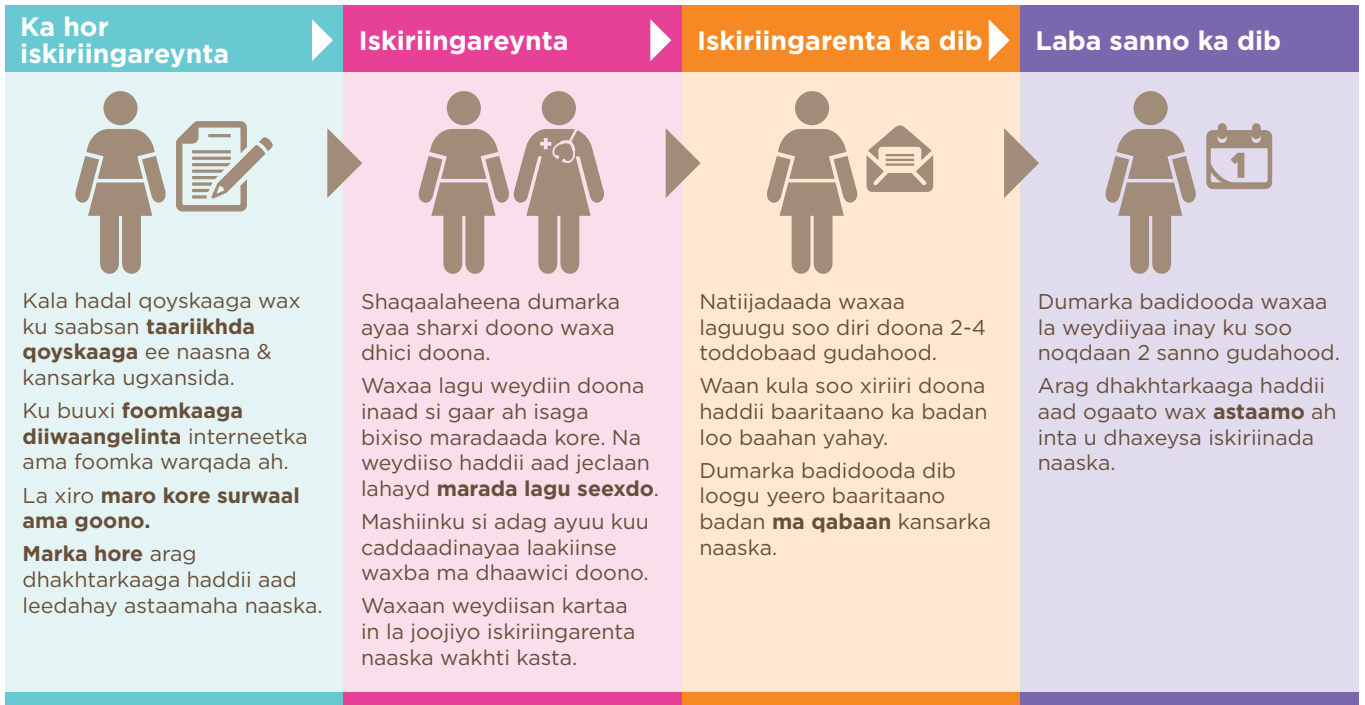 Ka hor
iskiriingareynta
Kala hadal qoyskaaga wax
ku saabsan taariikhda
qoyskaaga ee naasna &
kansarka ugxansida.
Ku buuxi foomkaaga
diiwaangelinta interneetka
ama foomka warqada ah.
La xiro maro kore surwaal
ama goono.
Marka hore arag
dhakhtarkaaga haddii aad
leedahay astaamaha naaska.
Iskiriingareynta
Shaqaalaheena dumarka
ayaa sharxi doono waxa
dhici doona.
Waxaa lagu weydiin doona
inaad si gaar ah isaga
bixiso maradaada kore. Na
weydiiso haddii aad jeclaan
lahayd marada lagu seexdo.
Mashiinku si adag ayuu kuu
caddaadinayaa laakiinse
waxba ma dhaawici doono.
Waxaan weydiisan kartaa
in la joojiyo iskiriingarenta
naaska wakhti kasta.
Iskiriingarenta ka dib
Natiijadaada waxaa
laguugu soo diri doona 2-4
toddobaad gudahood.
Waan kula soo xiriiri doona
haddii baaritaano ka badan
loo baahan yahay.
Dumarka badidooda dib
loogu yeero baaritaano
badan ma qabaan kansarka
naaska.
Laba sanno ka dib
1
Dumarka badidooda waxaa
la weydiiyaa inay ku soo
noqdaan 2 sanno gudahood.
Arag dhakhtarkaaga haddii
aad ogaato wax astaamo ah
inta u dhaxeysa iskiriinada
naaska.